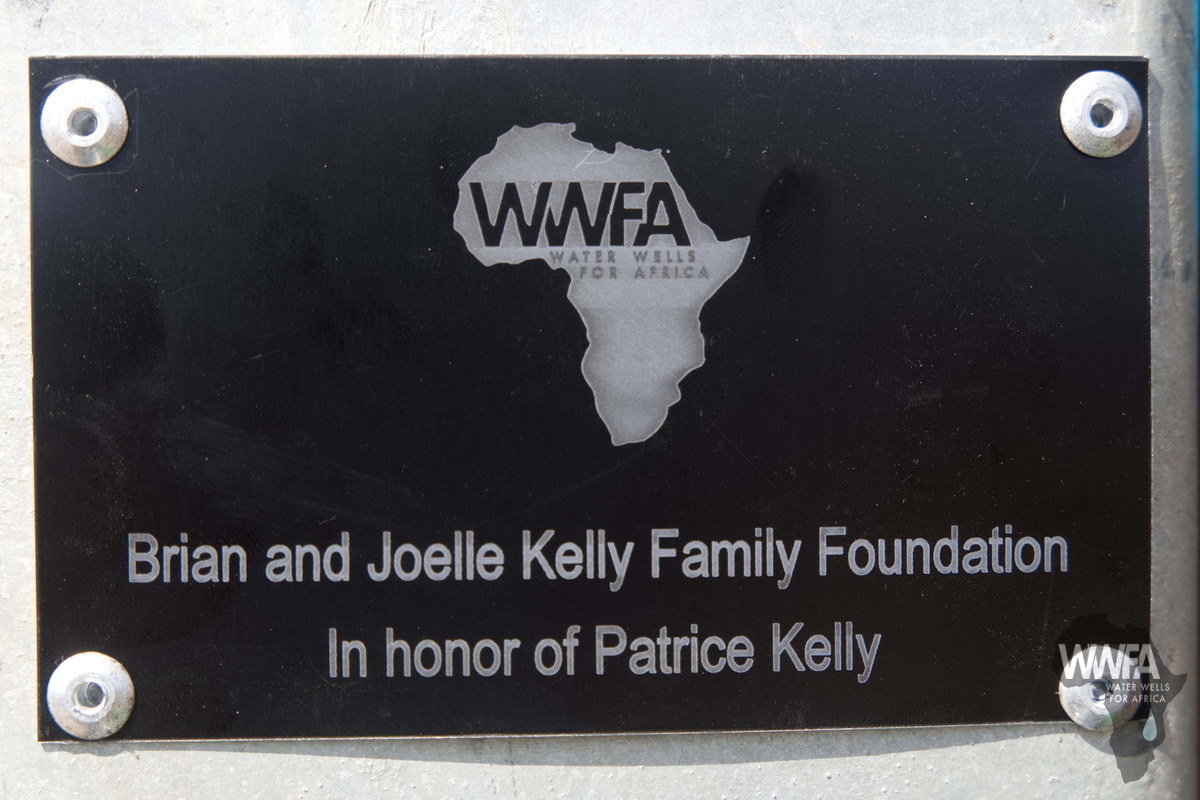 WWFA
WATER WELLS
FOR AFRICA
Brian and Joelle Kelly Family Foundation
In honor of Patrice Kelly
WWFA
WATER WELLS
FOR AFRICA